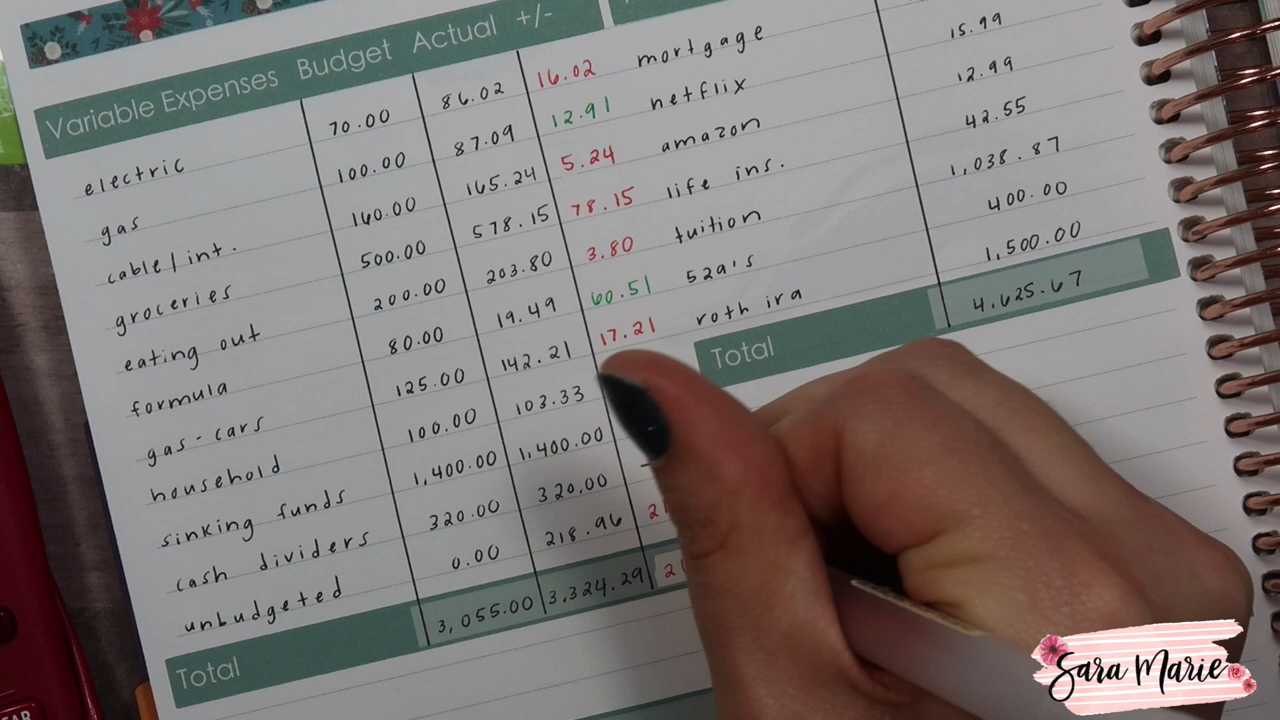 Variable Expenses Budget Actual +/-
electric 70.00 86.02 16.02
gas 100.00 87.09 12.91
cable/int. 160.00 165.24 5.24
groceries 500.00 578.15 78.15
eating out 200.00 203.80 3.80
formula 80.00 19.49 60.51
gas-cars 125.00 142.21 17.21
household 100.00 103.33
sinking funds 1,400.00 1,400.00
cash dividers 320.00 320.00
unbudgeted 0.00 218.96
Total 3,055.00 3,324.29
mortgage
netflix 15.99
amazon 12.99
life ins. 42.55
tuition 1,038.87
529's 400.00
roth ira 1,500.00
Total 4,625.67
Sara Marie